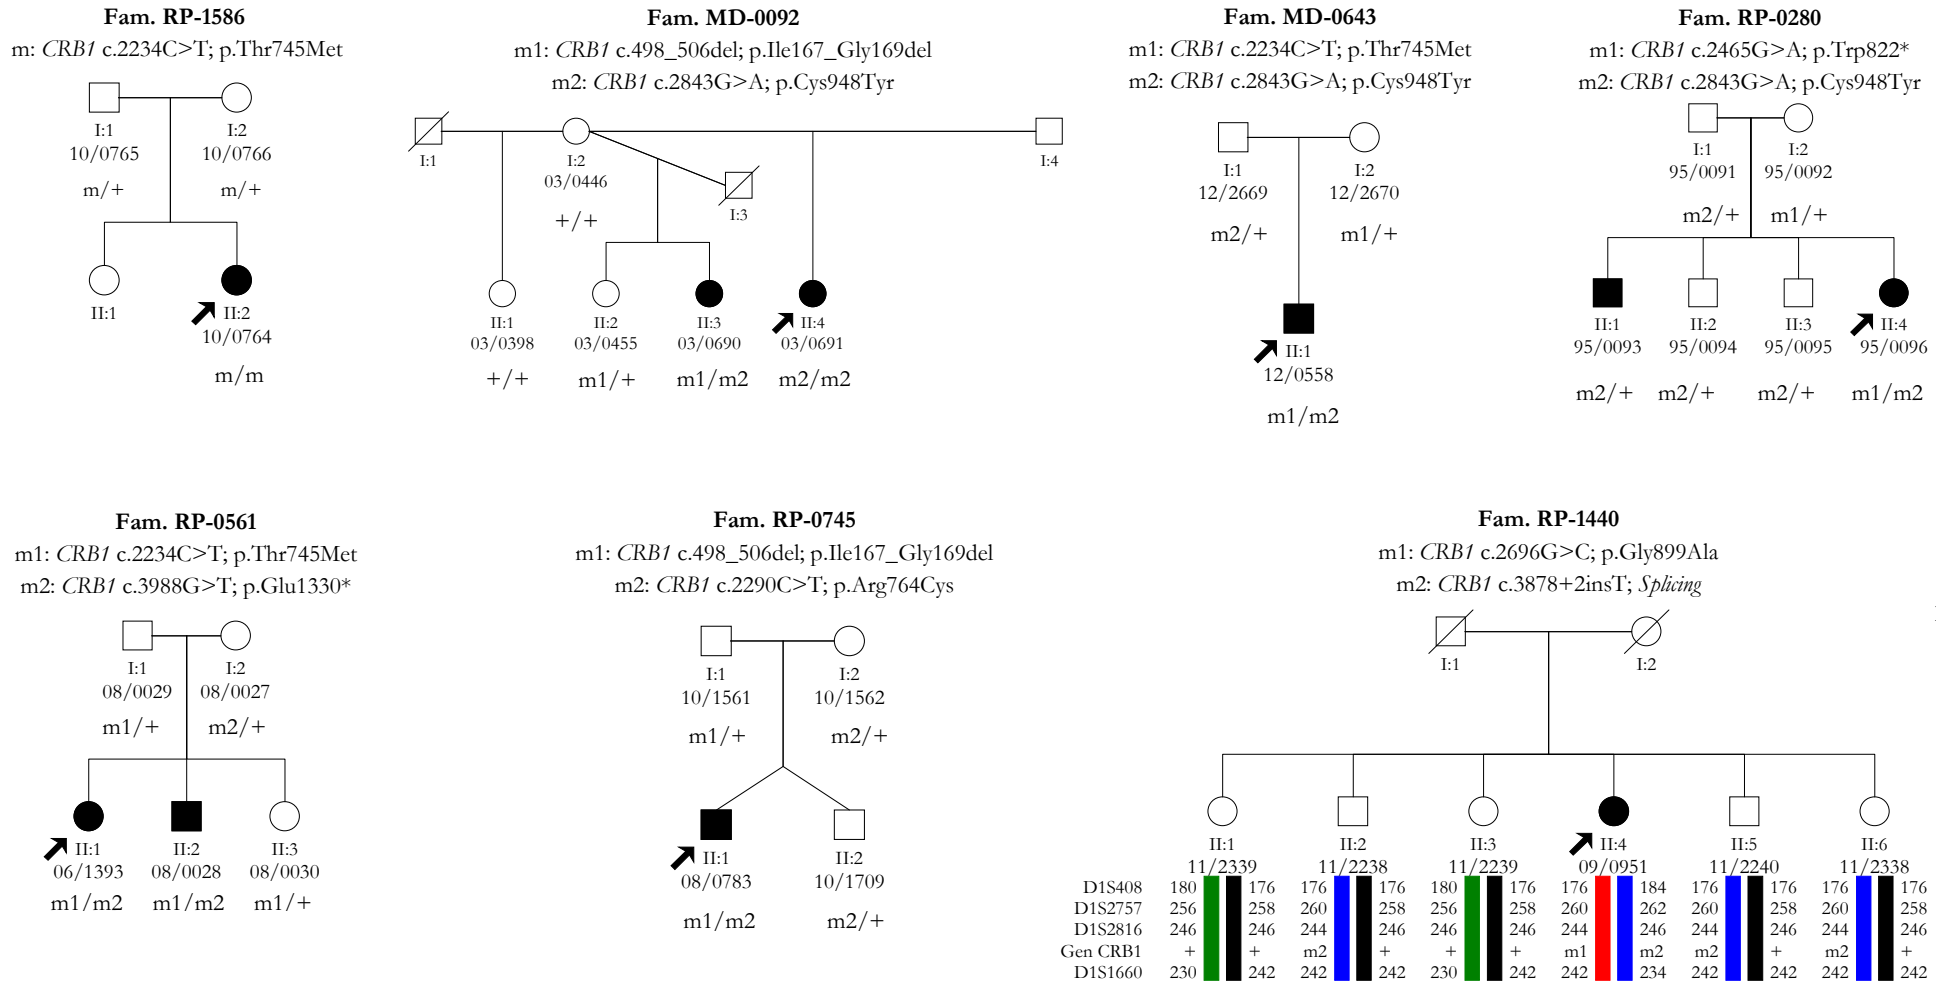 Fam. RP-1586
m: CRB1 c.2234C>T; p.Thr745Met
I:1
10/0765
m/+
I:2
10/0766
m/+
II:1
II:2
10/0764
m/m
Fam. MD-0092
m1: CRB1 c.498_506del; p.Ile167_Gly169del
m2: CRB1 c.2843G>A; p.Cys948Tyr
I:1
I:2
03/0446
+/+
I:3
I:4
II:1
03/0398
+/+
II:2
03/0455
m1/+
II:3
03/0690
m1/m2
II:4
03/0691
m2/m2
Fam. MD-0643
m1: CRB1 c.2234C>T; p.Thr745Met
m2: CRB1 c.2843G>A; p.Cys948Tyr
I:1
12/2669
m2/+
I:2
12/2670
m1/+
II:1
12/0558
m1/m2
Fam. RP-0280
m1: CRB1 c.2465G>A; p.Trp822*
m2: CRB1 c.2843G>A; p.Cys948Tyr
I:1
95/0091
m2/+
I:2
95/0092
m1/+
II:1
95/0093
m2/+
II:2
95/0094
m2/+
II:3
95/0095
m2/+
II:4
95/0096
m1/m2
Fam. RP-0561
m1: CRB1 c.2234C>T; p.Thr745Met
m2: CRB1 c.3988G>T; p.Glu1330*
I:1
08/0029
m1/+
I:2
08/0027
m2/+
II:1
06/1393
m1/m2
II:2
08/0028
m1/m2
II:3
08/0030
m1/+
Fam. RP-0745
m1: CRB1 c.498_506del; p.Ile167_Gly169del
m2: CRB1 c.2290C>T; p.Arg764Cys
I:1
10/1561
m1/+
I:2
10/1562
m2/+
II:1
08/0783
m1/m2
II:2
10/1709
m2/+
Fam. RP-1440
m1: CRB1 c.2696G>C; p.Gly899Ala
m2: CRB1 c.3878+2insT; Splicing
I:1
I:2
II:1 II:2 II:3 II:4 II:5 II:6
11/2339 11/2238 11/2239 09/0951 11/2240 11/2338
D1S408 180 176 176 176 180 176 176 184 176 176 176 176
D1S2757 256 258 260 258 256 258 260 262 260 258 260 258
D1S2816 246 246 244 246 246 246 244 246 244 246 244 246
Gen CRB1 + + m2 + + + m1 m2 m2 + m2 +
D1S1660 230 242 242 242 230 242 242 234 242 242 242 242